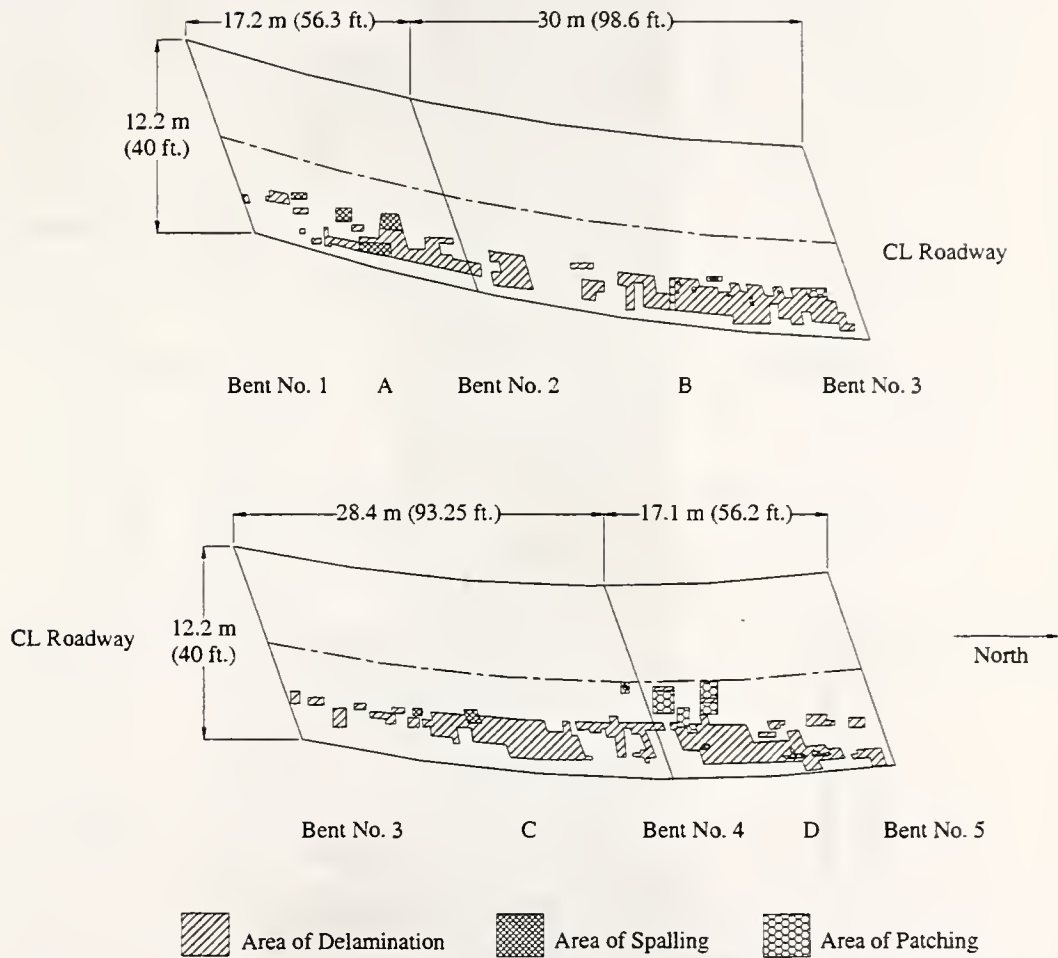 17.2 m (56.3 ft.)
30 m (98.6 ft.)
12.2 m
(40 ft.)
CL Roadway
Bent No. 1
A
Bent No. 2
B
Bent No. 3
28.4 m (93.25 ft.)
17.1 m (56.2 ft.)
CL Roadway
12.2 m
(40 ft.)
North
Bent No. 3
C
Bent No. 4
D
Bent No. 5
Area of Delamination
Area of Spalling
Area of Patching